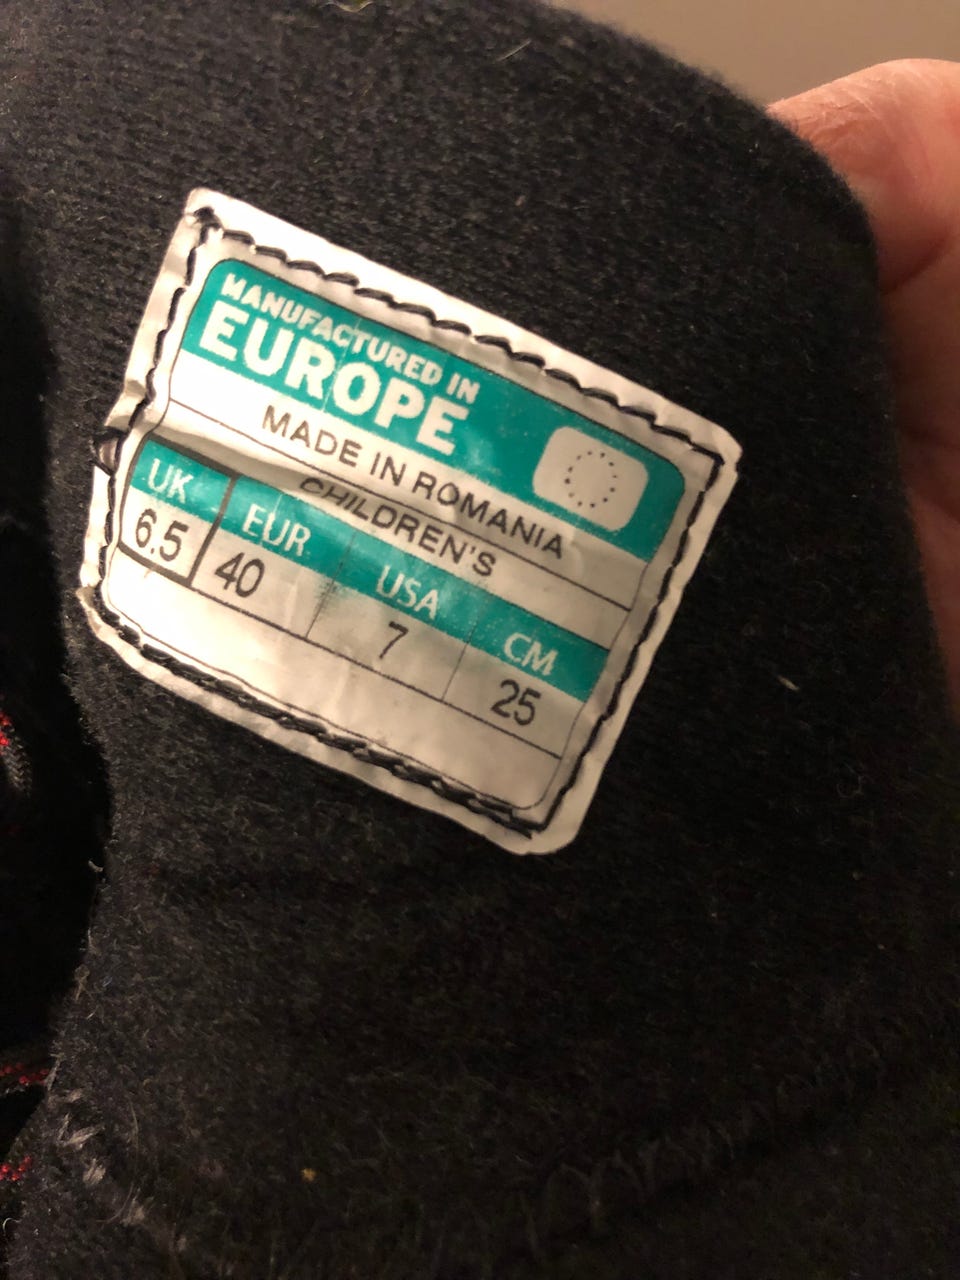 MANUFACTURED IN
EUROPE
MADE IN ROMANIA
CHILDREN'S
UK EUR USA CM
6.5 40 7 25